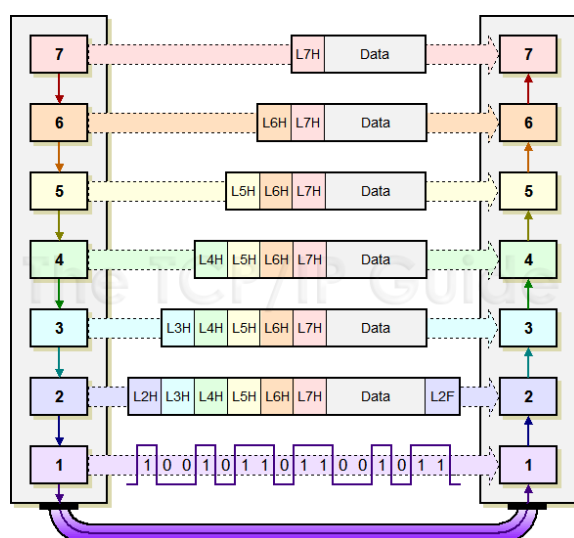 7 L7H Data 7
6 L6H L7H Data 6
5 L5H L6H L7H Data 5
4 L4H L5H L6H L7H Data 4
The TCP/IP Guide
3 L3H L4H L5H L6H L7H Data 3
2 L2H L3H L4H L5H L6H L7H Data L2F 2
1 1 0 0 1 0 1 1 0 1 1 0 0 1 0 1 1 1